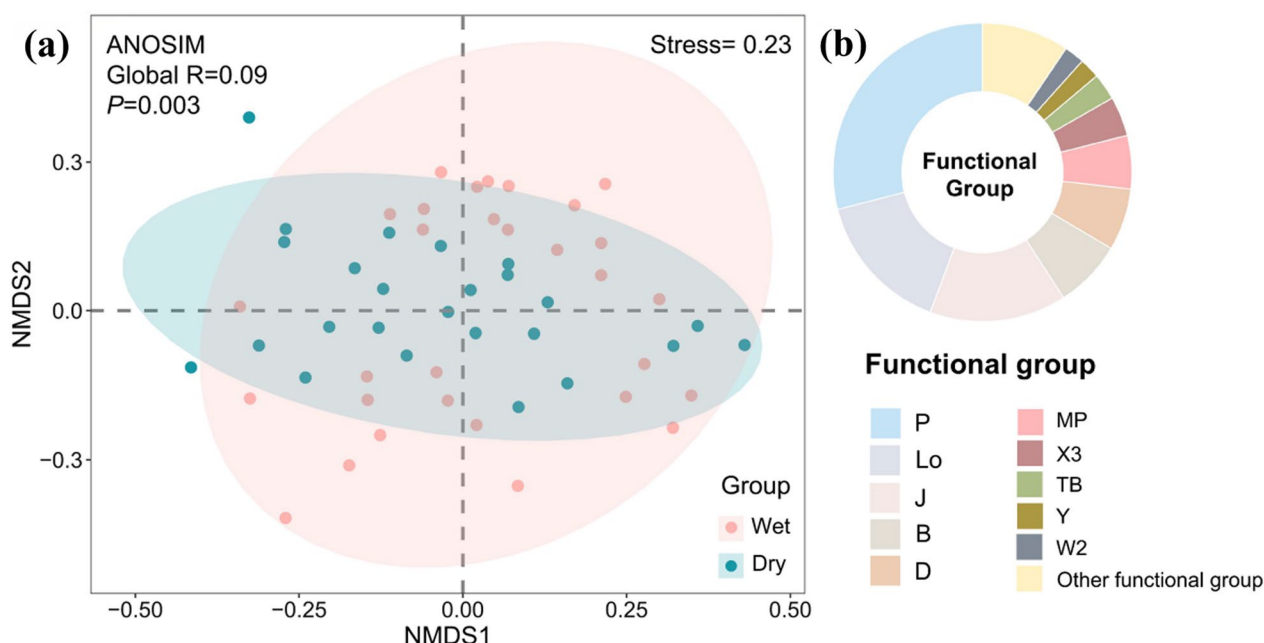 (a)
ANOSIM
Global R=0.09
P=0.003
Stress= 0.23
NMDS2
0.3
0.0
−0.3
−0.50
−0.25
0.00
0.25
0.50
NMDS1
Group
Wet
Dry
(b)
Functional
Group
Functional group
P
Lo
J
B
D
MP
X3
TB
Y
W2
Other functional group